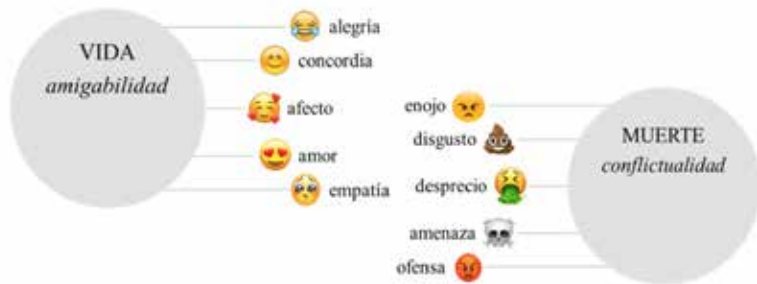 VIDA
amigabilidad
alegría
concordia
afecto
amor
empatía
enojo
disgusto
desprecio
amenaza
ofensa
MUERTE
conflictualidad